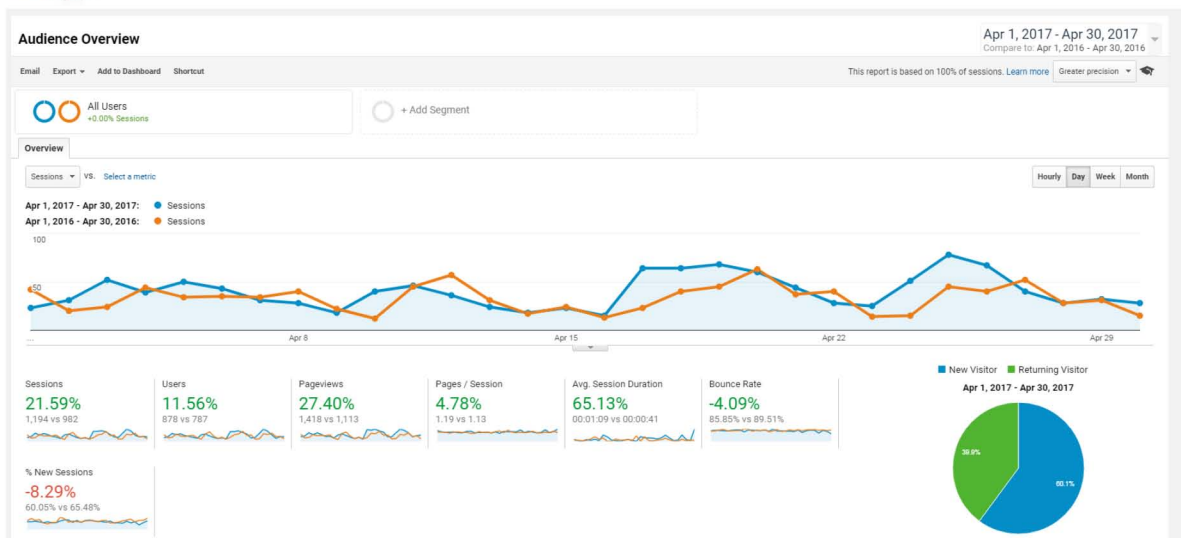 Audience Overview
Apr 1, 2017 - Apr 30, 2017
Compare to: Apr 1, 2016 - Apr 30, 2016
Email Export Add to Dashboard Shortcut
This report is based on 100% of sessions. Learn more Greater precision
All Users
+0.00% Sessions
+ Add Segment
Overview
Sessions VS. Select a metric
Hourly Day Week Month
Apr 1, 2017 - Apr 30, 2017: Sessions
Apr 1, 2016 - Apr 30, 2016: Sessions
100
50
... Apr 8 Apr 15 Apr 22 Apr 29
New Visitor Returning Visitor
Apr 1, 2017 - Apr 30, 2017
39.9%
60.1%
Sessions Users Pageviews Pages / Session Avg. Session Duration Bounce Rate
21.59% 11.56% 27.40% 4.78% 65.13% -4.09%
1,194 vs 982 878 vs 787 1,418 vs 1,113 1.19 vs 1.13 00:01:09 vs 00:00:41 85.85% vs 89.51%
% New Sessions
-8.29%
60.05% vs 65.48%